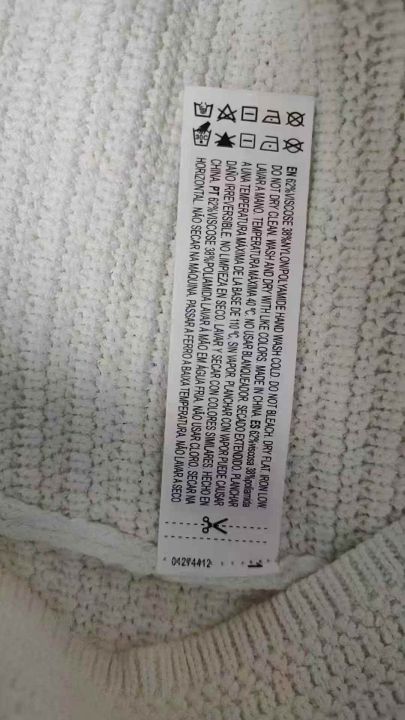 EN 62%VISCOSE 38%NYLON/POLYAMIDE HAND WASH COLD. DO NOT BLEACH. DRY FLAT. IRON LOW.
DO NOT DRY CLEAN. WASH AND DRY WITH LIKE COLORS. MADE IN CHINA. ES 62%viscosa 38%poliamida
LAVAR A MANO. TEMPERATURA MÁXIMA 40 ºC. NO USAR BLANQUEADOR. SECADO EXTENDIDO. PLANCHAR
A UNA TEMPERATURA MÁXIMA DE LA BASE DE 110 ºC, SIN VAPOR. PLANCHAR CON VAPOR PUEDE CAUSAR
DAÑO IRREVERSIBLE. NO LIMPIEZA EN SECO. LAVAR Y SECAR CON COLORES SIMILARES. HECHO EN
CHINA. PT 62%VISCOSE 38%POLIAMIDA LAVAR À MÃO EM ÁGUA FRIA. NÃO USAR CLORO. SECAR NA
HORIZONTAL. NÃO SECAR NA MÁQUINA. PASSAR A FERRO A BAIXA TEMPERATURA. NÃO LAVAR A SECO.
04294412 1